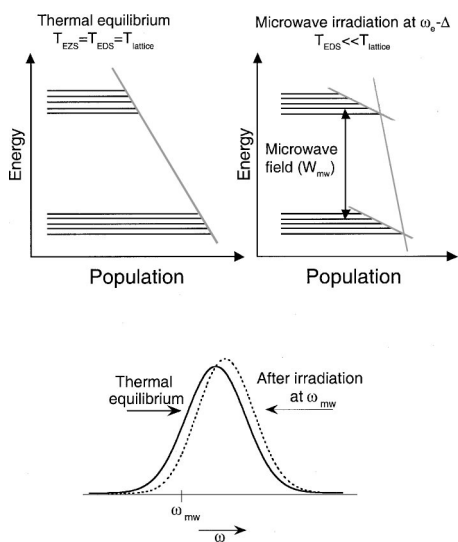 Thermal equilibrium
T_EZS=T_EDS=T_lattice
Energy
Population
Microwave irradiation at ω_e-Δ
T_EDS<<T_lattice
Energy
Microwave
field (W_mw)
Population
Thermal
equilibrium
After irradiation
at ω_mw
ω_mw
ω